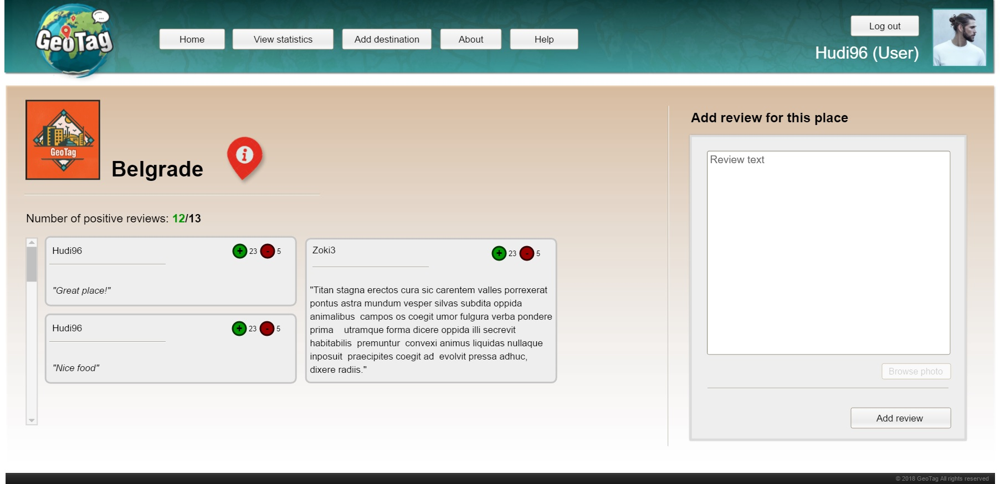 GeoTag
Home
View statistics
Add destination
About
Help
Log out
Hudi96 (User)
GeoTag
Belgrade
i
Number of positive reviews: 12/13
Hudi96
+ 23 - 5
"Great place!"
Hudi96
+ 23 - 5
"Nice food"
Zoki3
+ 23 - 5
"Titan stagna erectos cura sic carentem valles porrexerat
pontus astra mundum vesper silvas subdita oppida
animalibus  campos os coegit umor fulgura verba pondere
prima    utramque forma dicere oppida illi secrevit
habitabilis  premuntur  convexi animus liquidas nullaque
inposuit  praecipites coegit ad  evolvit pressa adhuc,
dixere radiis."
Add review for this place
Review text
Browse photo
Add review
© 2018 GeoTag All rights reserved